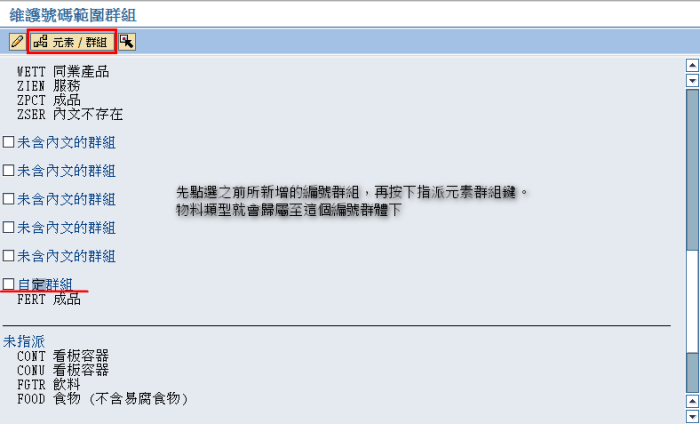 維護號碼範圍群組
元素 / 群組
WETT 同業產品
ZIEN 服務
ZPCT 成品
ZSER 內文不存在
未含內文的群組
未含內文的群組
未含內文的群組
未含內文的群組
未含內文的群組
先點選之前所新增的編號群組，再按下指派元素群組鍵。
物料類型就會歸屬至這個編號群體下
自定群組
FERT 成品
未指派
CONT 看板容器
CONU 看板容器
FGTR 飲料
FOOD 食物 (不含易腐食物)